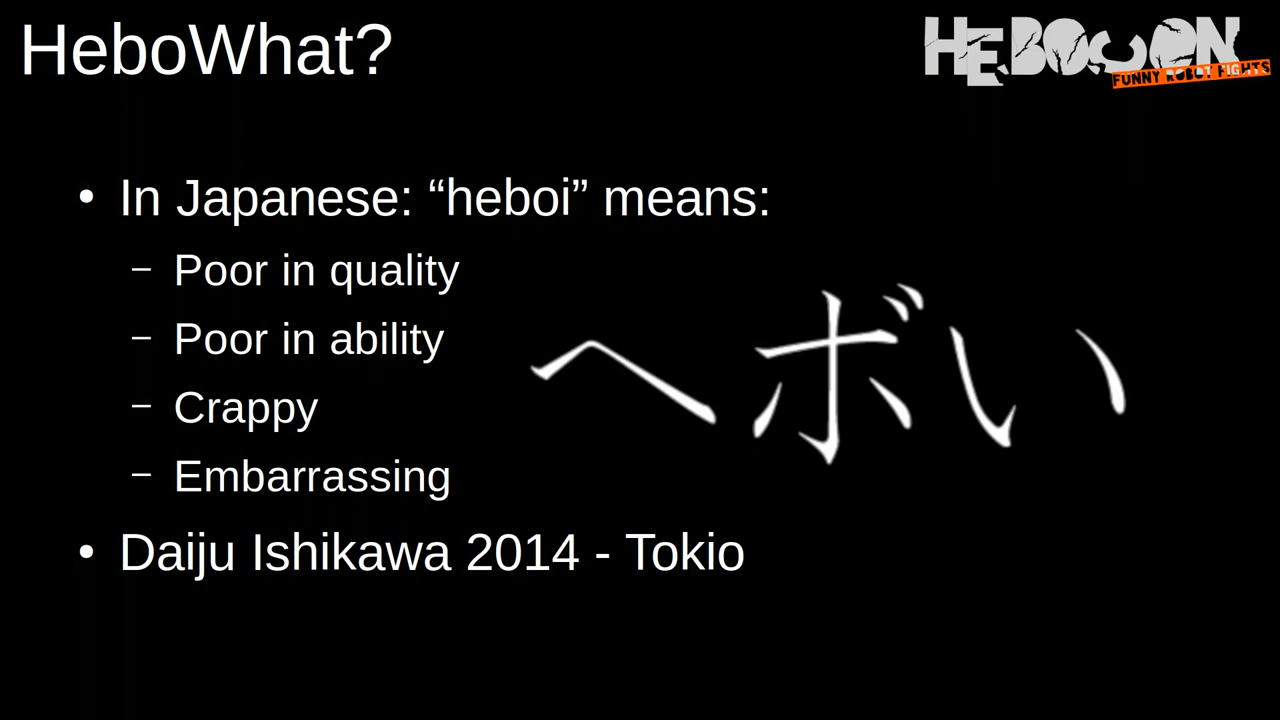 HeboWhat?
HEBOCON
FUNNY ROBOT FIGHTS
• In Japanese: “heboi” means:
– Poor in quality
– Poor in ability
– Crappy
– Embarrassing
ヘボい
• Daiju Ishikawa 2014 - Tokio